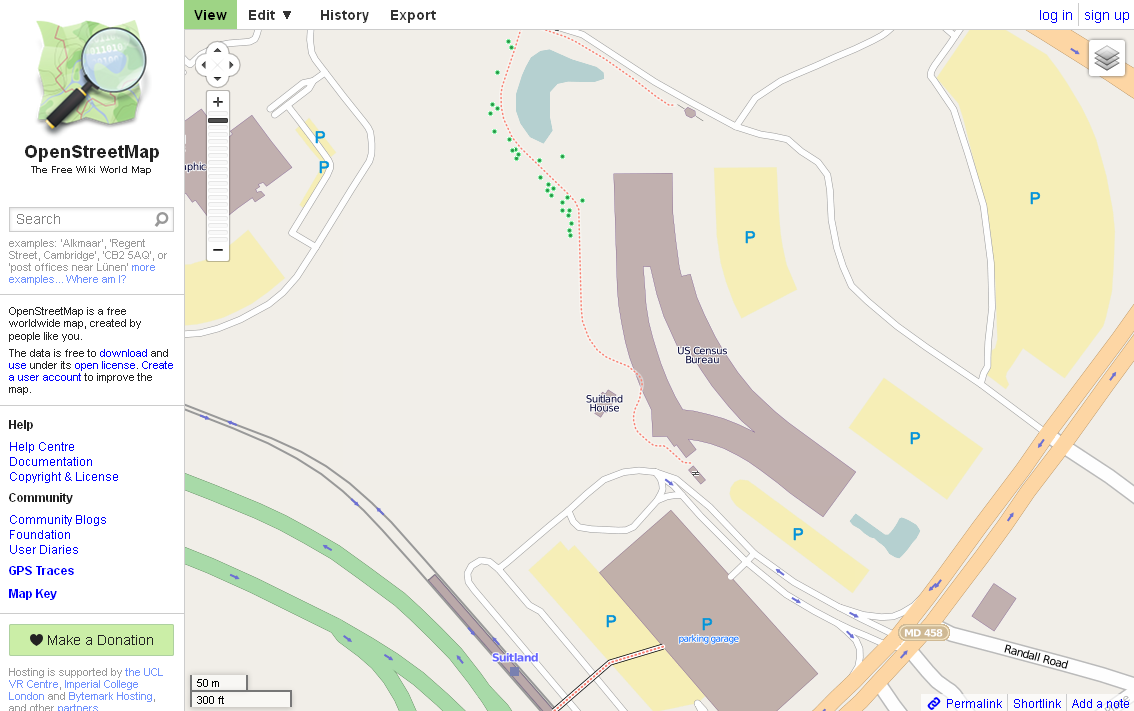 View
Edit ▼
History
Export
log in
sign up
OpenStreetMap
The Free Wiki World Map
Search
examples: 'Alkmaar', 'Regent
Street, Cambridge', 'CB2 5AQ', or
'post offices near Lünen' more
examples... Where am I?
OpenStreetMap is a free
worldwide map, created by
people like you.
The data is free to download and
use under its open license. Create
a user account to improve the
map.
Help
Help Centre
Documentation
Copyright & License
Community
Community Blogs
Foundation
User Diaries
GPS Traces
Map Key
Make a Donation
Hosting is supported by the UCL
VR Centre, Imperial College
London and Bytemark Hosting,
and other partners.
+
−
P
P
aphic
P
P
US Census
Bureau
Suitland
House
P
P
P
P
parking garage
Suitland
MD 458
Randall Road
50 m
300 ft
Permalink
Shortlink
Add a note